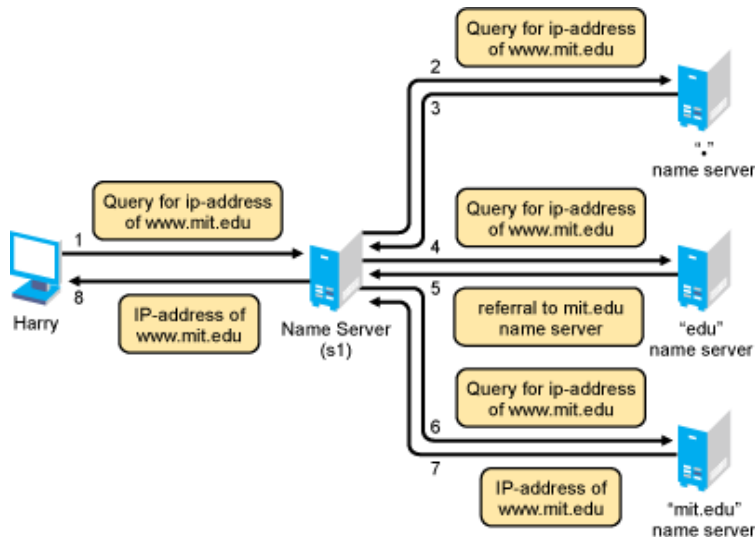 Query for ip-address
of www.mit.edu
2
3
“.”
name server
Query for ip-address
of www.mit.edu
1
8
IP-address of
www.mit.edu
Harry
Name Server
(s1)
Query for ip-address
of www.mit.edu
4
5
referral to mit.edu
name server
“edu”
name server
Query for ip-address
of www.mit.edu
6
7
IP-address of
www.mit.edu
“mit.edu”
name server